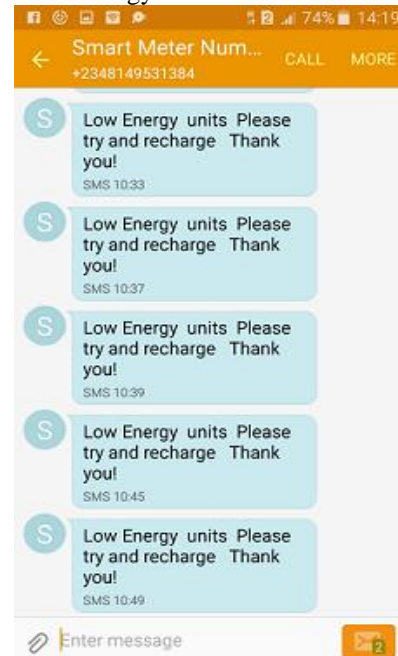 74% 14:19
Smart Meter Num...
+2348149531384
CALL MORE
S
Low Energy units Please
try and recharge Thank
you!
SMS 10:33
S
Low Energy units Please
try and recharge Thank
you!
SMS 10:37
S
Low Energy units Please
try and recharge Thank
you!
SMS 10:39
S
Low Energy units Please
try and recharge Thank
you!
SMS 10:45
S
Low Energy units Please
try and recharge Thank
you!
SMS 10:49
Enter message
2